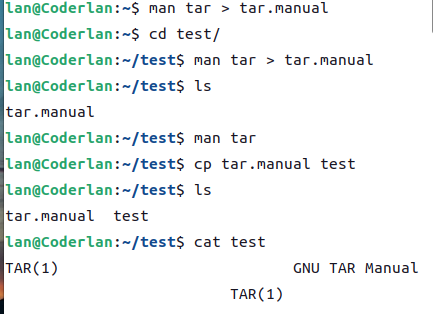 lan@Coderlan:~$ man tar > tar.manual
lan@Coderlan:~$ cd test/
lan@Coderlan:~/test$ man tar > tar.manual
lan@Coderlan:~/test$ ls
tar.manual
lan@Coderlan:~/test$ man tar
lan@Coderlan:~/test$ cp tar.manual test
lan@Coderlan:~/test$ ls
tar.manual  test
lan@Coderlan:~/test$ cat test
TAR(1)                          GNU TAR Manual
                         TAR(1)